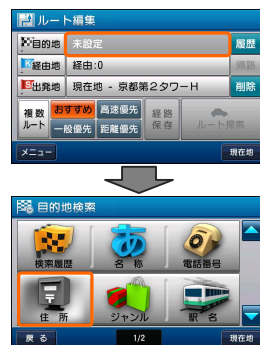 ルート編集
目的地 未設定 履歴
経由地 経由:0
出発地 現在地 - 京都第2タワーH 削除
複数ルート おすすめ 高速優先 経路保存 ルート探索
一般優先 距離優先
メニュー 現在地
目的地検索
検索履歴 名 称 電話番号
住 所 ジャンル 駅 名
戻 る 1/2 現在地